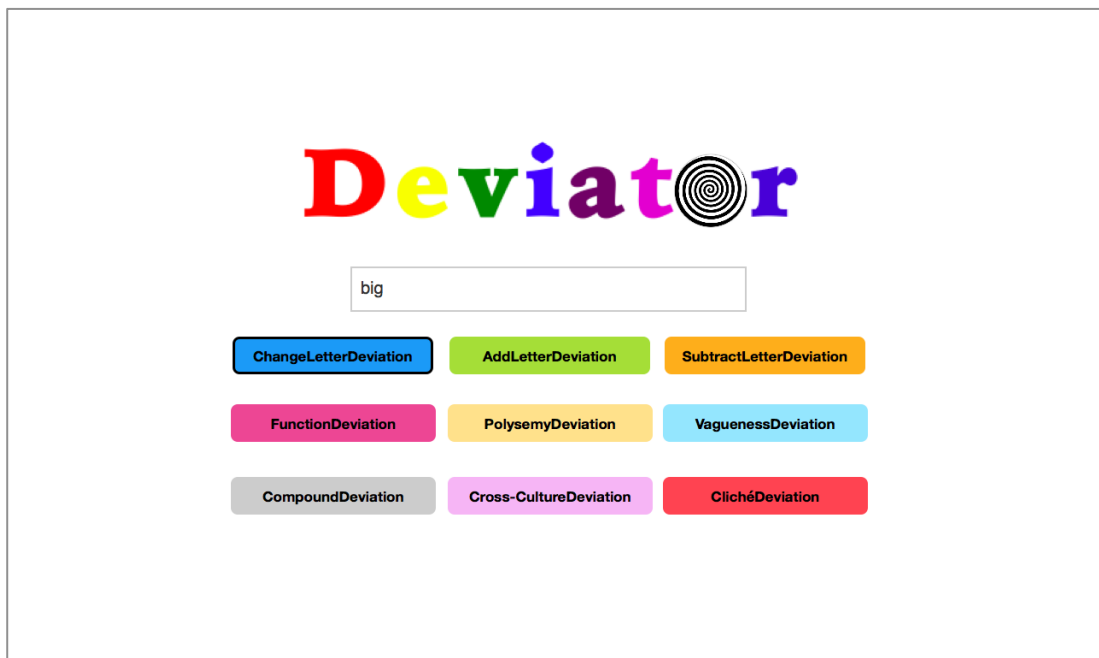 Deviator
big
ChangeLetterDeviation AddLetterDeviation SubtractLetterDeviation
FunctionDeviation PolysemyDeviation VaguenessDeviation
CompoundDeviation Cross-CultureDeviation ClichéDeviation